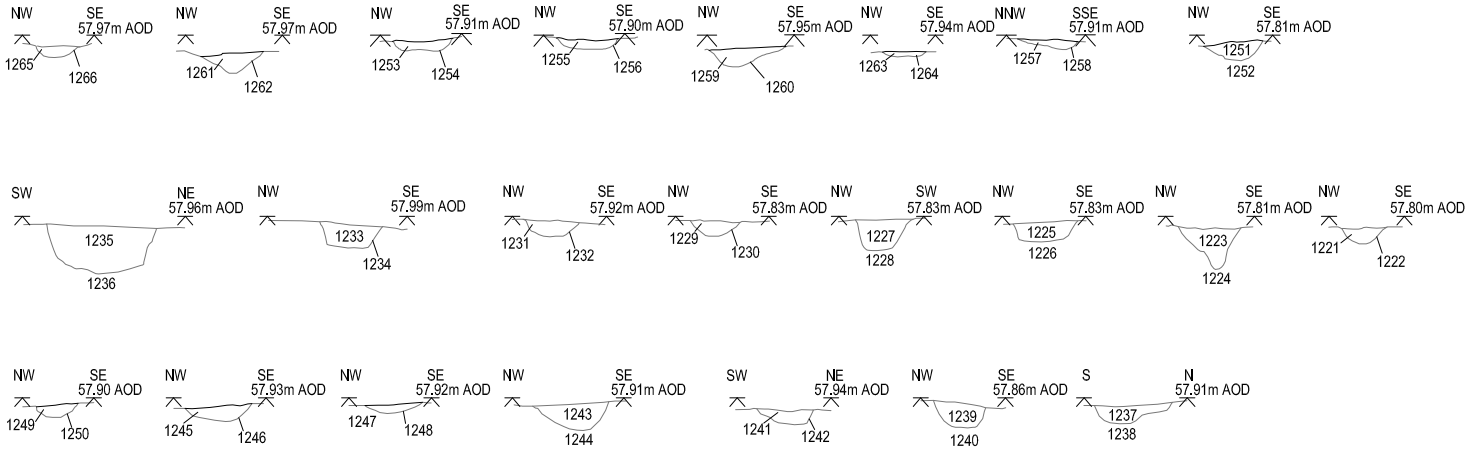 NW SE NW SE NW SE NW SE NW SE NW SE NNW SSE NW SE
57.97m AOD 57.97m AOD 57.91m AOD 57.90m AOD 57.95m AOD 57.94m AOD 57.91m AOD 57.81m AOD
1265 1266 1261 1262 1253 1254 1255 1256 1259 1260 1263 1264 1257 1258 1251 1252
SW NE NW SE NW SE NW SE NW SW NW SE NW SE NW SE
57.96m AOD 57.99m AOD 57.92m AOD 57.83m AOD 57.83m AOD 57.83m AOD 57.81m AOD 57.80m AOD
1235 1236 1233 1234 1231 1232 1229 1230 1227 1228 1225 1226 1223 1224 1221 1222
NW SE NW SE NW SE NW SE SW NE NW SE S N
57.90 AOD 57.93m AOD 57.92m AOD 57.91m AOD 57.94m AOD 57.86m AOD 57.91m AOD
1249 1250 1245 1246 1247 1248 1243 1244 1241 1242 1239 1240 1237 1238